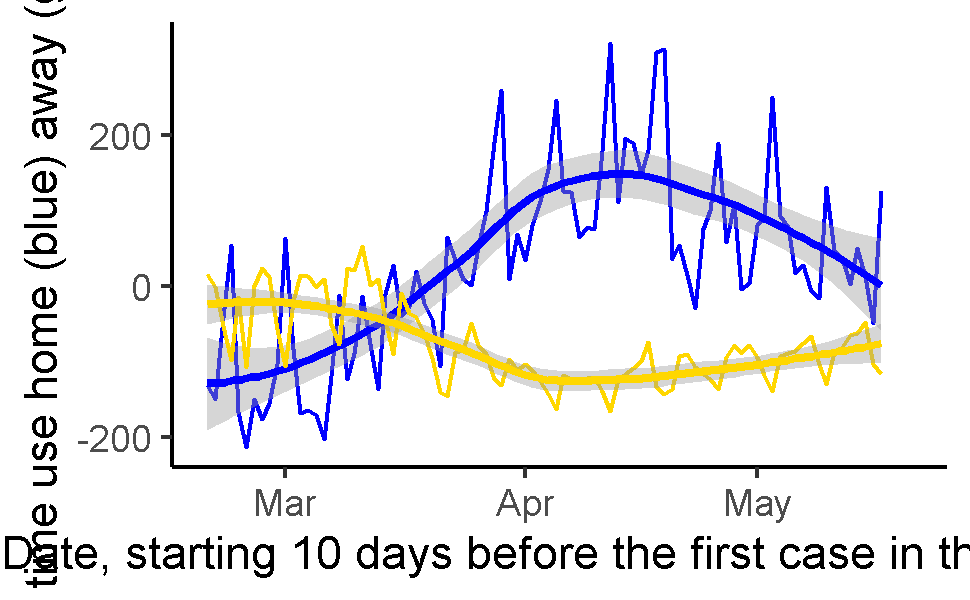 time use home (blue) away (
200
0
-200
Mar Apr May
Date, starting 10 days before the first case in th